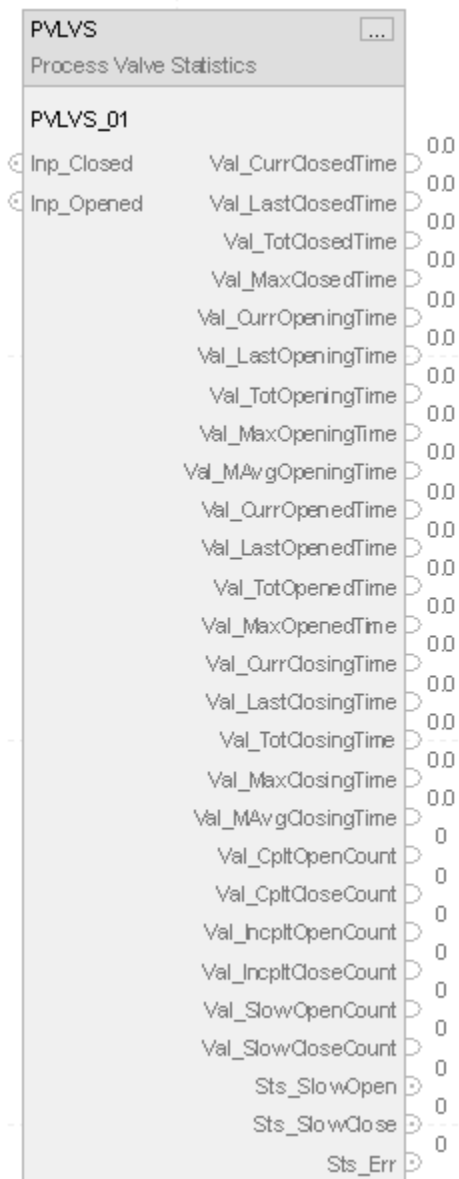 PVLVS ...
Process Valve Statistics
PVLVS_01
0.0
Inp_Closed Val_CurrClosedTime
0.0
Inp_Opened Val_LastClosedTime
0.0
Val_TotClosedTime
0.0
Val_MaxClosedTime
0.0
Val_CurrOpeningTime
0.0
Val_LastOpeningTime
0.0
Val_TotOpeningTime
0.0
Val_MaxOpeningTime
0.0
Val_MAvgOpeningTime
0.0
Val_CurrOpenedTime
0.0
Val_LastOpenedTime
0.0
Val_TotOpenedTime
0.0
Val_MaxOpenedTime
0.0
Val_CurrClosingTime
0.0
Val_LastClosingTime
0.0
Val_TotClosingTime
0.0
Val_MaxClosingTime
0.0
Val_MAvgClosingTime
0
Val_CpltOpenCount
0
Val_CpltCloseCount
0
Val_IncpltOpenCount
0
Val_IncpltCloseCount
0
Val_SlowOpenCount
0
Val_SlowCloseCount
0
Sts_SlowOpen
0
Sts_SlowClose
0
Sts_Err